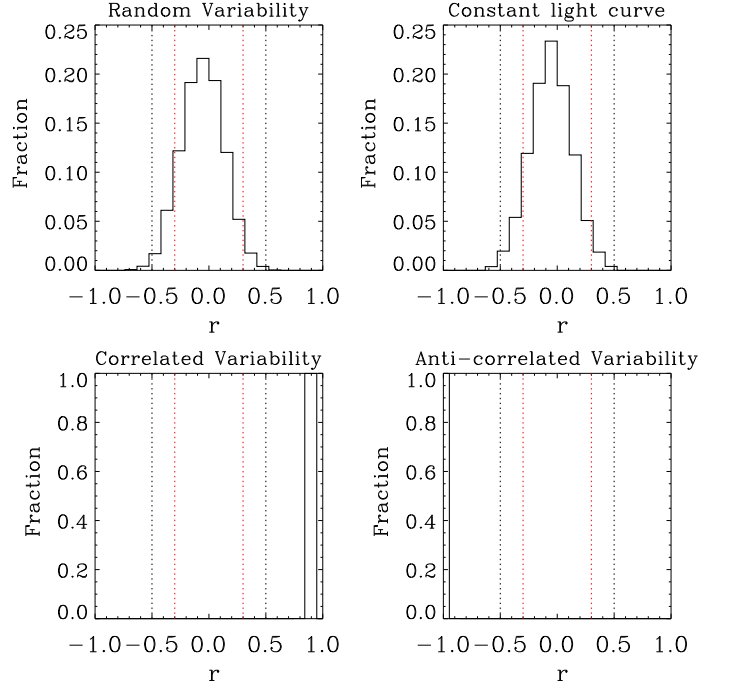 Random Variability
Constant light curve
0.25
0.20
0.15
0.10
0.05
0.00
Fraction
−1.0 −0.5 0.0 0.5 1.0
r
0.25
0.20
0.15
0.10
0.05
0.00
Fraction
−1.0 −0.5 0.0 0.5 1.0
r
Correlated Variability
Anti−correlated Variability
1.0
0.8
0.6
0.4
0.2
0.0
Fraction
−1.0 −0.5 0.0 0.5 1.0
r
1.0
0.8
0.6
0.4
0.2
0.0
Fraction
−1.0 −0.5 0.0 0.5 1.0
r